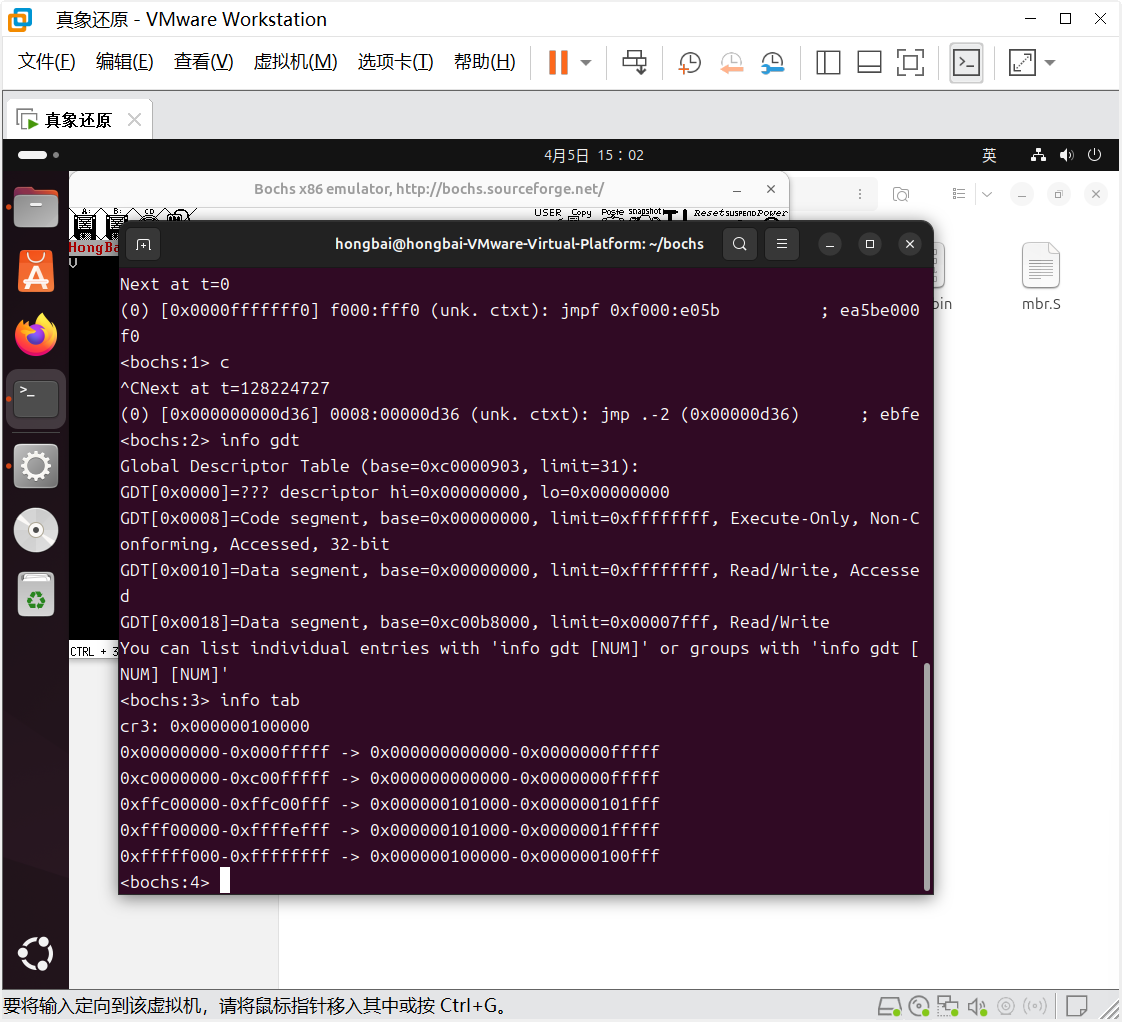 真象还原 - VMware Workstation
文件(F) 编辑(E) 查看(V) 虚拟机(M) 选项卡(T) 帮助(H)
真象还原
4月5日 15：02 英
Bochs x86 emulator, http://bochs.sourceforge.net/
A: B: CD USER Copy Paste snapshot Reset SUSPEND Power
HongBa
V
hongbai@hongbai-VMware-Virtual-Platform: ~/bochs
Next at t=0
(0) [0x0000fffffff0] f000:fff0 (unk. ctxt): jmpf 0xf000:e05b ; ea5be000
f0
<bochs:1> c
^CNext at t=128224727
(0) [0x000000000d36] 0008:00000d36 (unk. ctxt): jmp .-2 (0x00000d36) ; ebfe
<bochs:2> info gdt
Global Descriptor Table (base=0xc0000903, limit=31):
GDT[0x0000]=??? descriptor hi=0x00000000, lo=0x00000000
GDT[0x0008]=Code segment, base=0x00000000, limit=0xffffffff, Execute-Only, Non-C
onforming, Accessed, 32-bit
GDT[0x0010]=Data segment, base=0x00000000, limit=0xffffffff, Read/Write, Accesse
d
GDT[0x0018]=Data segment, base=0xc00b8000, limit=0x00007fff, Read/Write
You can list individual entries with 'info gdt [NUM]' or groups with 'info gdt [
NUM] [NUM]'
<bochs:3> info tab
cr3: 0x000000100000
0x00000000-0x000fffff -> 0x000000000000-0x0000000fffff
0xc0000000-0xc00fffff -> 0x000000000000-0x0000000fffff
0xffc00000-0xffc00fff -> 0x000000101000-0x000000101fff
0xfff00000-0xffffefff -> 0x000000101000-0x0000001fffff
0xfffff000-0xffffffff -> 0x000000100000-0x000000100fff
<bochs:4>
bin
mbr.S
CTRL + 3
要将输入定向到该虚拟机，请将鼠标指针移入其中或按 Ctrl+G。